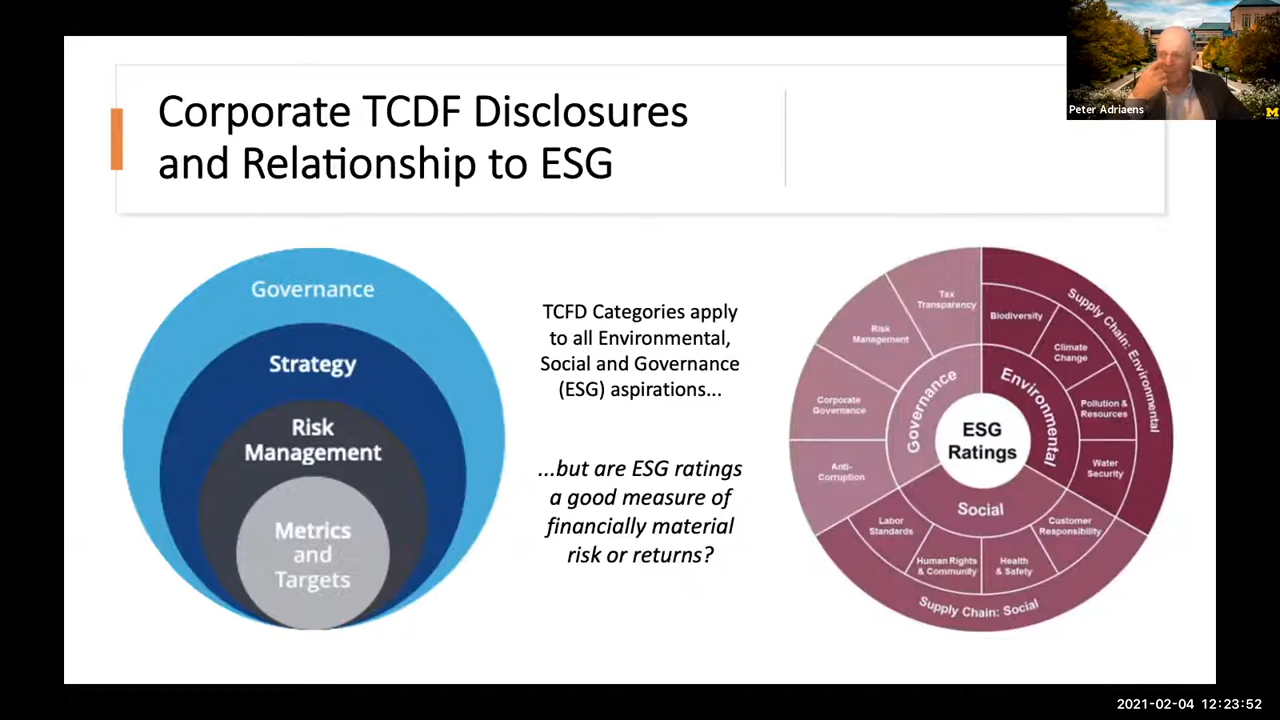 Corporate TCDF Disclosures
and Relationship to ESG
Peter Adriaens
M
Governance
Strategy
Risk
Management
Metrics
and
Targets
TCFD Categories apply
to all Environmental,
Social and Governance
(ESG) aspirations...
...but are ESG ratings
a good measure of
financially material
risk or returns?
ESG
Ratings
Governance
Tax
Transparency
Risk
Management
Corporate
Governance
Anti-
Corruption
Environmental
Biodiversity
Climate
Change
Pollution &
Resources
Water
Security
Supply Chain: Environmental
Social
Labor
Standards
Human Rights
& Community
Health
& Safety
Customer
Responsibility
Supply Chain: Social
2021-02-04 12:23:52